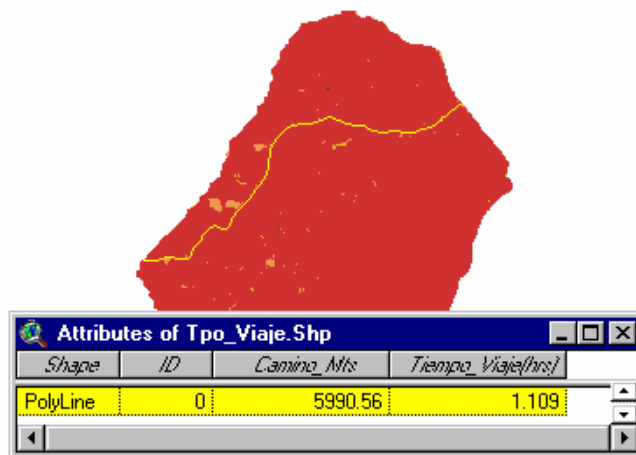 Attributes of Tpo_Viaje.Shp
Shape ID Camino_Mts Tiempo_Viaje(hrs)
PolyLine 0 5990.56 1.109